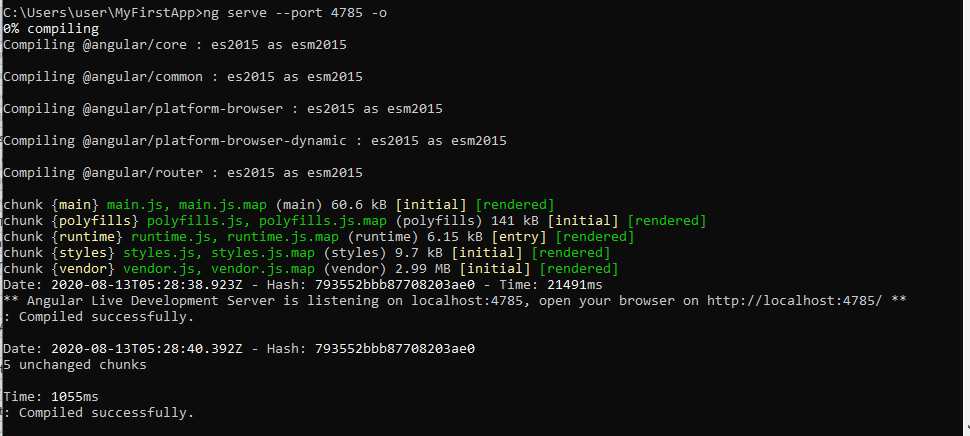 C:\Users\user\MyFirstApp>ng serve --port 4785 -o
0% compiling
Compiling @angular/core : es2015 as esm2015
Compiling @angular/common : es2015 as esm2015
Compiling @angular/platform-browser : es2015 as esm2015
Compiling @angular/platform-browser-dynamic : es2015 as esm2015
Compiling @angular/router : es2015 as esm2015
chunk {main} main.js, main.js.map (main) 60.6 kB [initial] [rendered]
chunk {polyfills} polyfills.js, polyfills.js.map (polyfills) 141 kB [initial] [rendered]
chunk {runtime} runtime.js, runtime.js.map (runtime) 6.15 kB [entry] [rendered]
chunk {styles} styles.js, styles.js.map (styles) 9.7 kB [initial] [rendered]
chunk {vendor} vendor.js, vendor.js.map (vendor) 2.99 MB [initial] [rendered]
Date: 2020-08-13T05:28:38.923Z - Hash: 793552bbb87708203ae0 - Time: 21491ms
** Angular Live Development Server is listening on localhost:4785, open your browser on http://localhost:4785/ **
: Compiled successfully.
Date: 2020-08-13T05:28:40.392Z - Hash: 793552bbb87708203ae0
5 unchanged chunks
Time: 1055ms
: Compiled successfully.